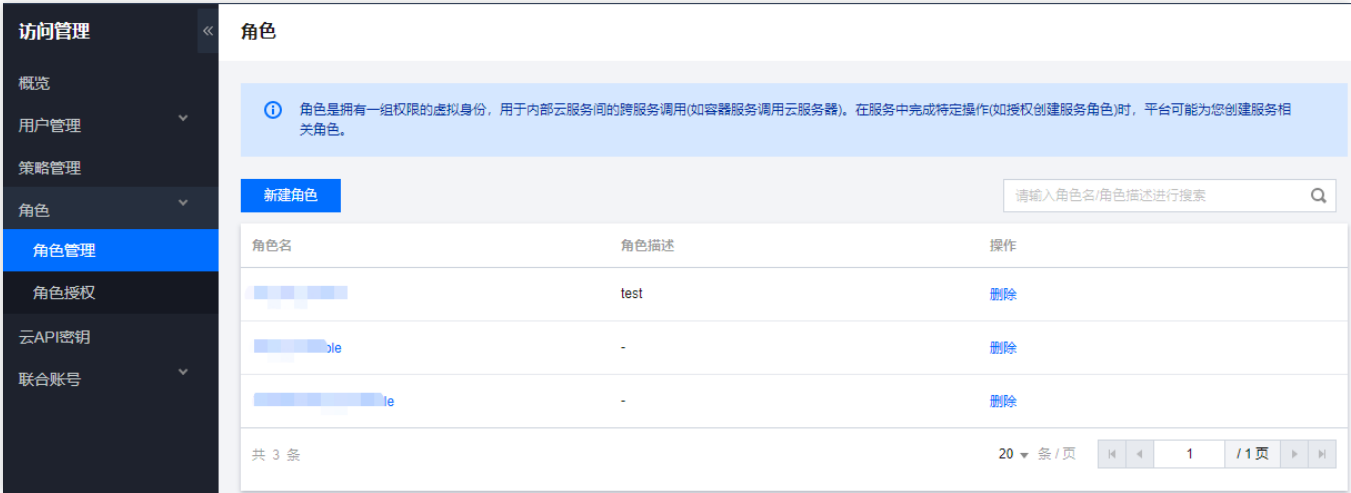 访问管理
角色
概览
用户管理
策略管理
角色
角色管理
角色授权
云API密钥
联合账号
角色是拥有一组权限的虚拟身份，用于内部云服务间的跨服务调用(如容器服务调用云服务器)。在服务中完成特定操作(如授权创建服务角色)时，平台可能为您创建服务相
关角色。
新建角色
请输入角色名/角色描述进行搜索
角色名 角色描述 操作
test 删除
- 删除
- 删除
共 3 条
20 条 / 页 1 / 1 页